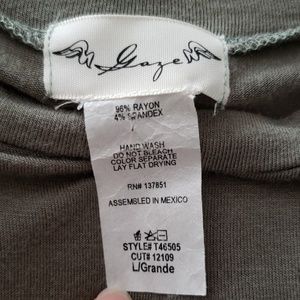 Gaze
96% RAYON
4% SPANDEX
HAND WASH
DO NOT BLEACH
COLOR SEPARATE
LAY FLAT DRYING
RN# 137851
ASSEMBLED IN MEXICO
STYLE# T46505
CUT# 12109
L/Grande